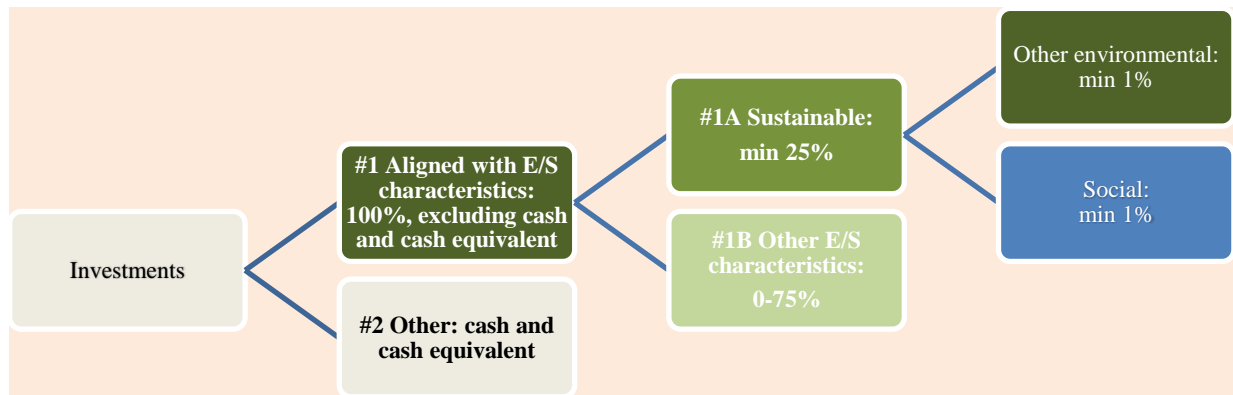 Investments
#1 Aligned with E/S
characteristics:
100%, excluding cash
and cash equivalent
#2 Other: cash and
cash equivalent
#1A Sustainable:
min 25%
#1B Other E/S
characteristics:
0-75%
Other environmental:
min 1%
Social:
min 1%